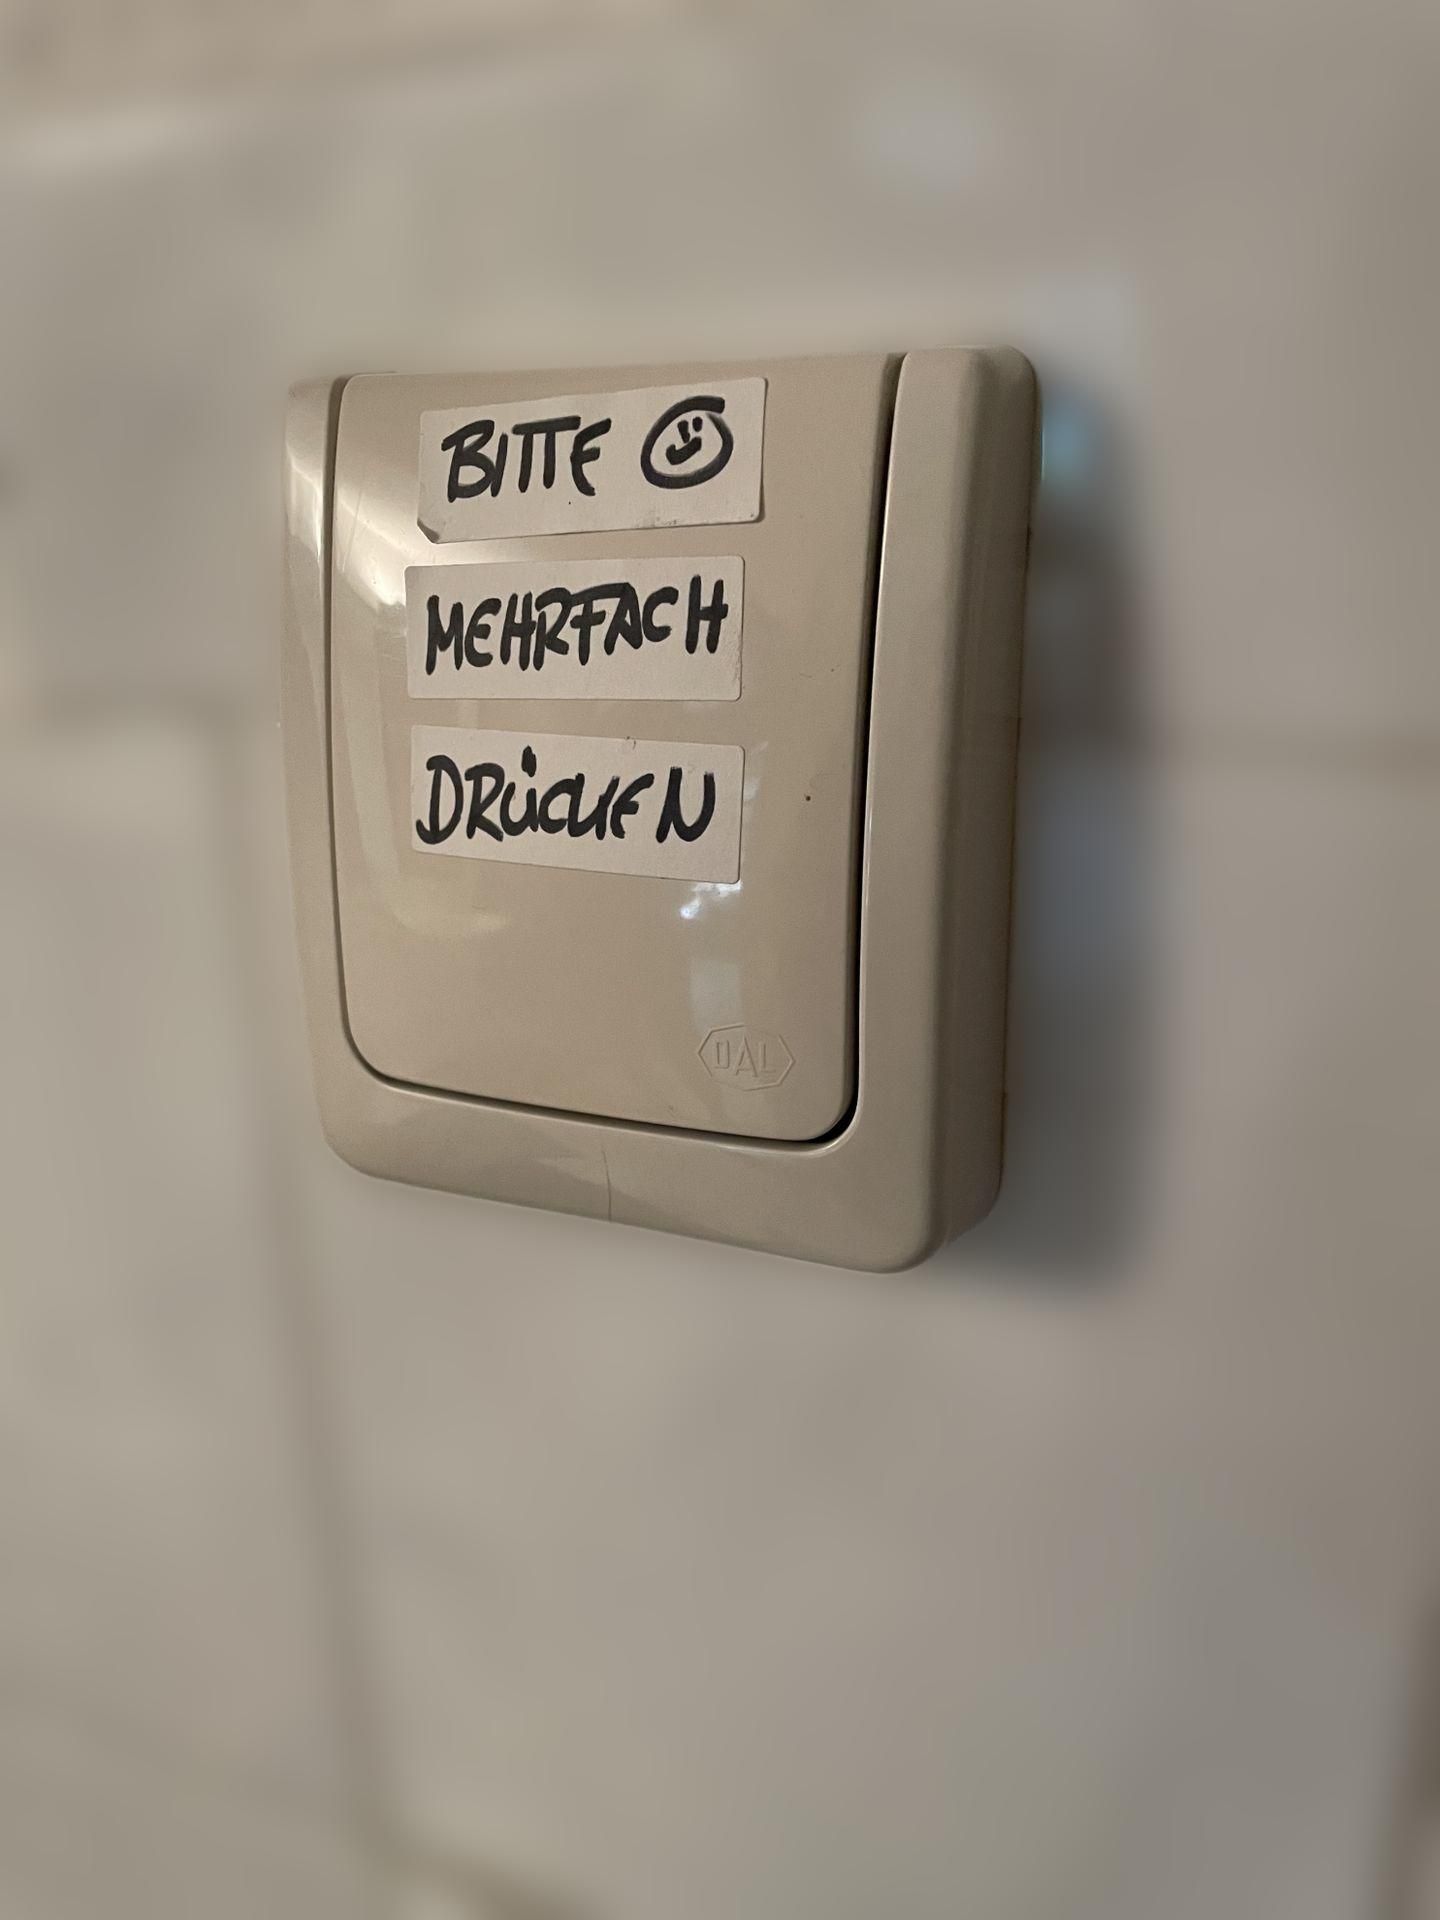 BITTE
MEHRFACH
DRÜCKEN
DAL